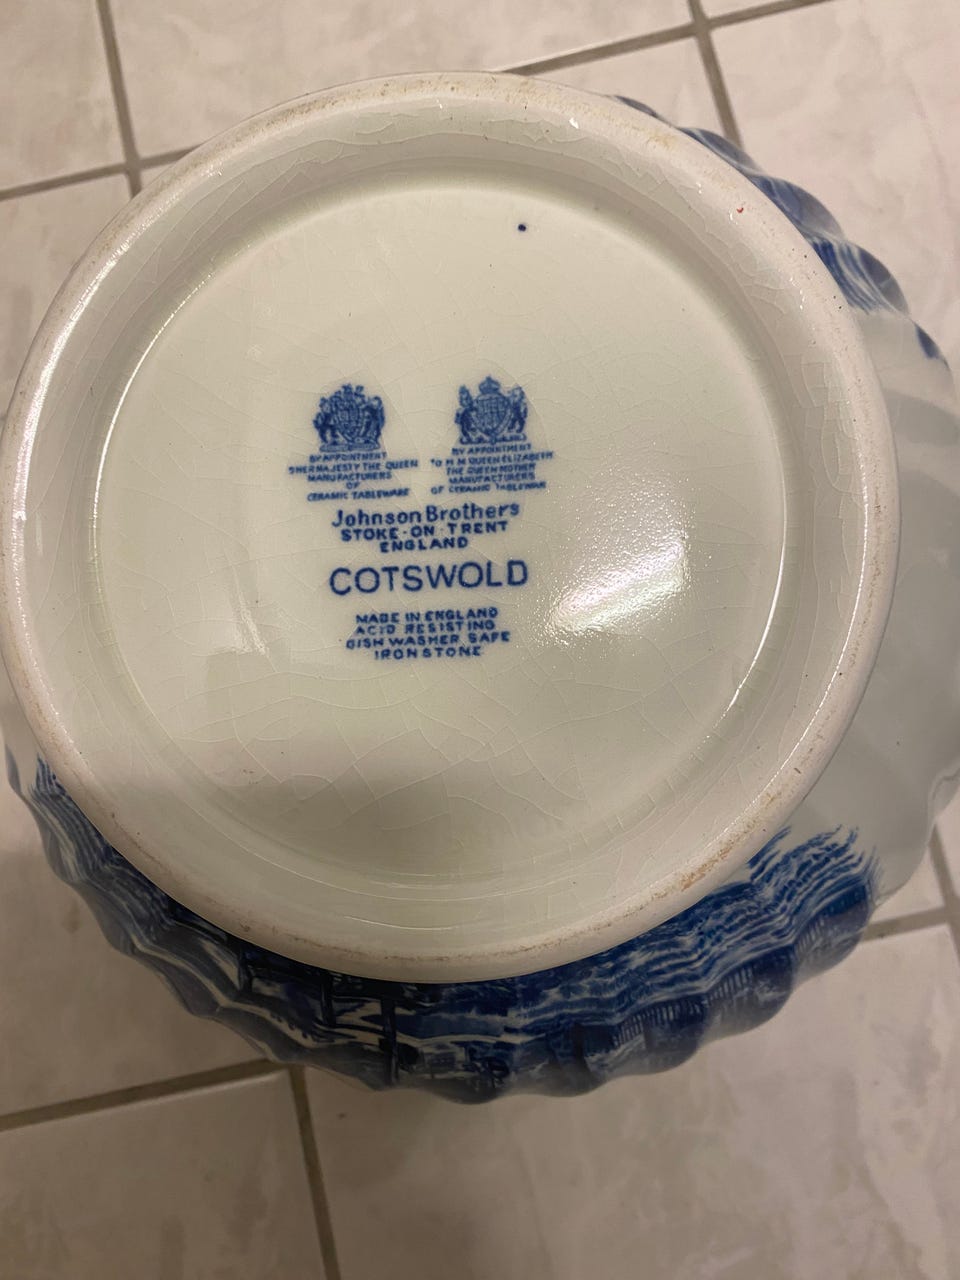 BY APPOINTMENT
TO HER MAJESTY THE QUEEN
MANUFACTURERS
OF
CERAMIC TABLEWARE
BY APPOINTMENT
TO H M QUEEN ELIZABETH
THE QUEEN MOTHER
MANUFACTURERS
OF CERAMIC TABLEWARE
Johnson Brothers
STOKE·ON·TRENT
ENGLAND
COTSWOLD
MADE IN ENGLAND
ACID RESISTING
DISH WASHER SAFE
IRONSTONE